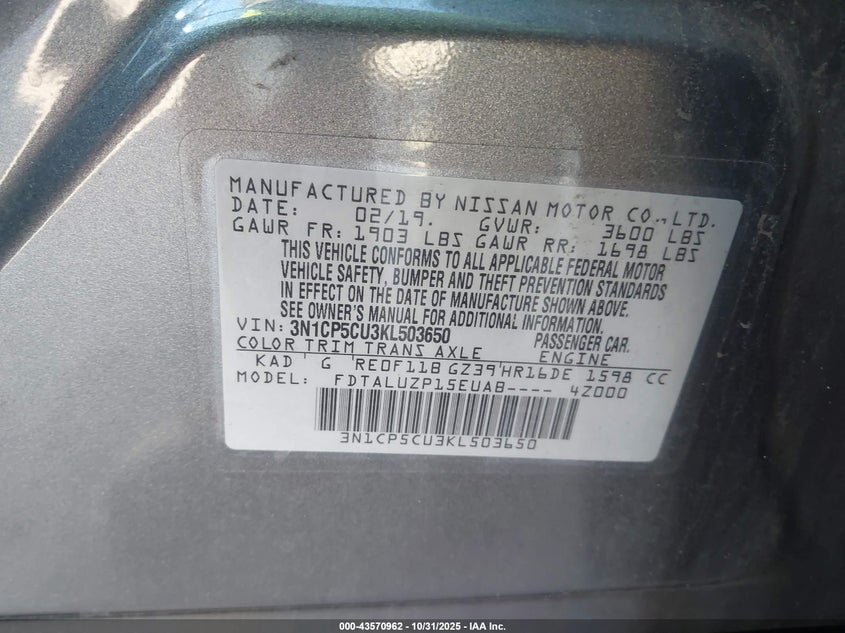 MANUFACTURED BY NISSAN MOTOR CO.,LTD.
DATE: 02/19. GVWR: 3600 LBS
GAWR FR: 1903 LBS GAWR RR: 1698 LBS
THIS VEHICLE CONFORMS TO ALL APPLICABLE FEDERAL MOTOR
VEHICLE SAFETY, BUMPER AND THEFT PREVENTION STANDARDS
IN EFFECT ON THE DATE OF MANUFACTURE SHOWN ABOVE.
SEE OWNER'S MANUAL FOR ADDITIONAL INFORMATION.
VIN: 3N1CP5CU3KL503650 PASSENGER CAR.
COLOR TRIM TRANS AXLE ENGINE
KAD ' G 'RE0F11B GZ39'HR16DE 1598 CC
MODEL: FDTALUZP15EUAB---- 4Z000
3N1CP5CU3KL503650
000-43570962 - 10/31/2025 - IAA Inc.